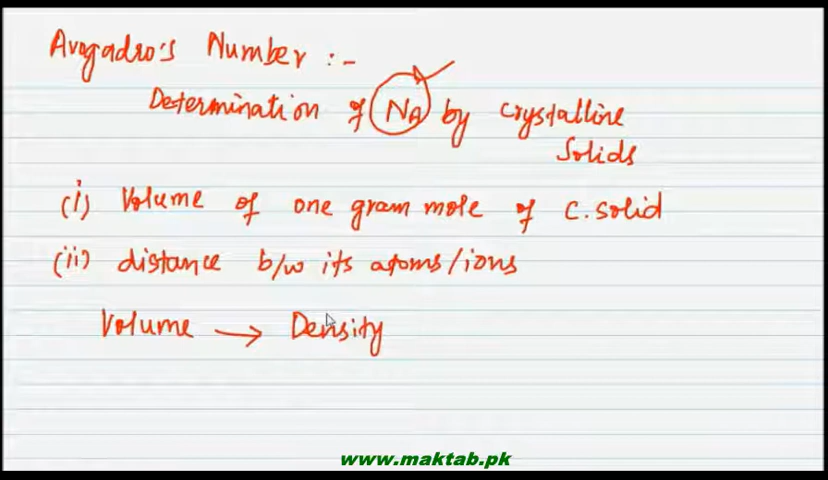 Avogadro's Number :-
Determination of NA by crystalline
Solids
(i) Volume of one gram mole of c. solid
(ii) distance b/w its atoms/ions
Volume → Density
www.maktab.pk